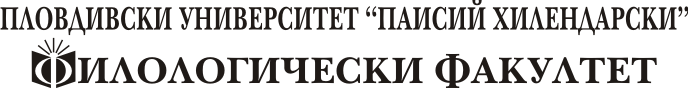 ПЛОВДИВСКИ УНИВЕРСИТЕТ “ПАИСИЙ ХИЛЕНДАРСКИ”
ФИЛОЛОГИЧЕСКИ ФАКУЛТЕТ